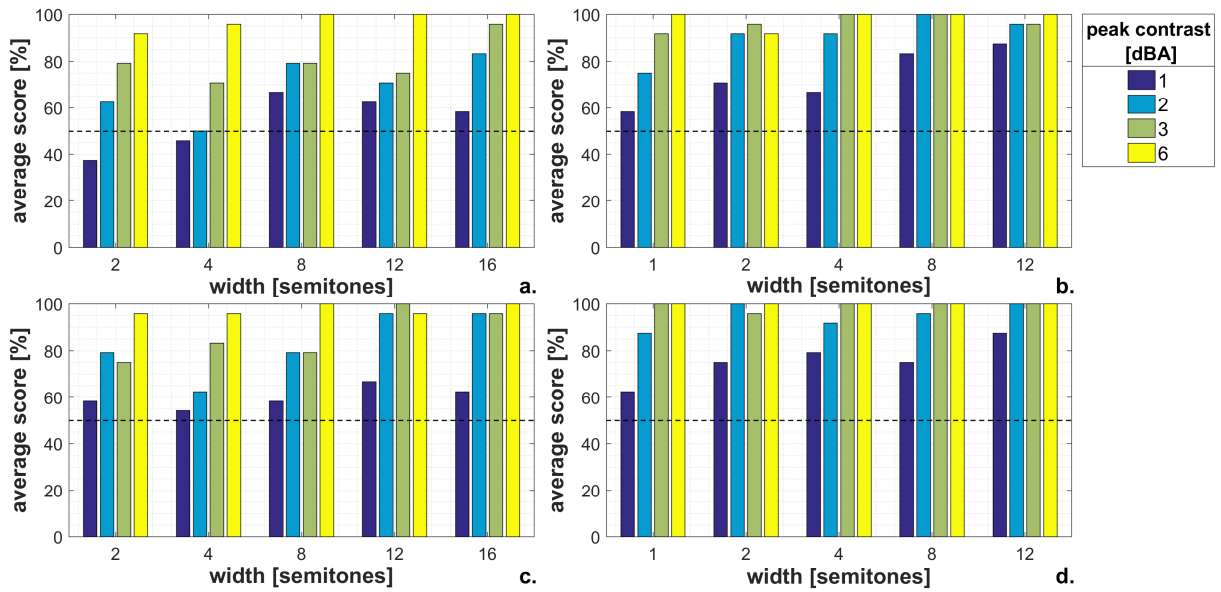 100
80
60
40
20
0
average score [%]
2 4 8 12 16
width [semitones]
a.
100
80
60
40
20
0
average score [%]
1 2 4 8 12
width [semitones]
b.
peak contrast
[dBA]
1
2
3
6
100
80
60
40
20
0
average score [%]
2 4 8 12 16
width [semitones]
c.
100
80
60
40
20
0
average score [%]
1 2 4 8 12
width [semitones]
d.